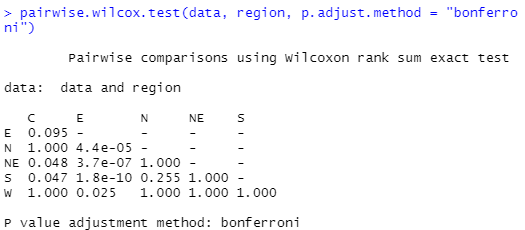 > pairwise.wilcox.test(data, region, p.adjust.method = "bonferro
ni")
Pairwise comparisons using Wilcoxon rank sum exact test
data:  data and region
   C     E       N     NE    S
E  0.095 -       -     -     -
N  1.000 4.4e-05 -     -     -
NE 0.048 3.7e-07 1.000 -     -
S  0.047 1.8e-10 0.255 1.000 -
W  1.000 0.025   1.000 1.000 1.000
P value adjustment method: bonferroni